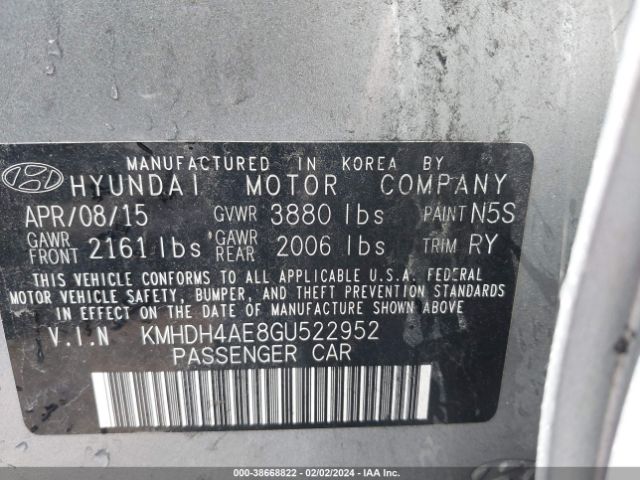 MANUFACTURED IN KOREA BY
HYUNDAI MOTOR COMPANY
APR/08/15 GVWR 3880 lbs PAINT N5S
GAWR FRONT 2161 lbs GAWR REAR 2006 lbs TRIM RY
THIS VEHICLE CONFORMS TO ALL APPLICABLE U.S.A. FEDERAL
MOTOR VEHICLE SAFETY, BUMPER, AND THEFT PREVENTION STANDARDS
IN EFFECT ON THE DATE OF MANUFACTURE SHOWN ABOVE.
V.I.N KMHDH4AE8GU522952
PASSENGER CAR
000-38668822 - 02/02/2024 - IAA Inc.